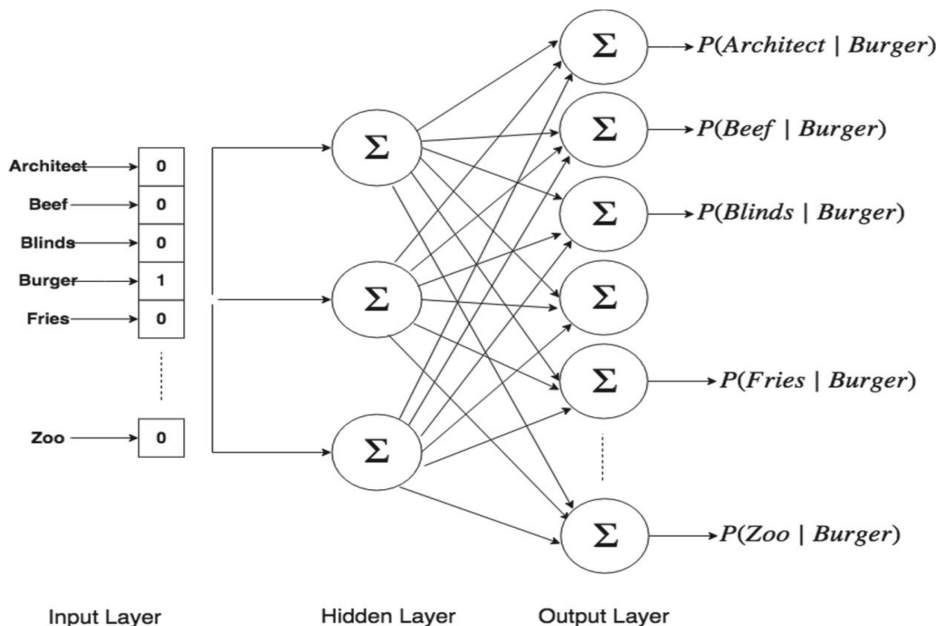 Architect
0
Beef
0
Blinds
0
Burger
1
Fries
0
Zoo
0
Σ
Σ
Σ
Σ
P(Architect | Burger)
Σ
P(Beef | Burger)
Σ
P(Blinds | Burger)
Σ
Σ
P(Fries | Burger)
Σ
P(Zoo | Burger)
Input Layer
Hidden Layer
Output Layer